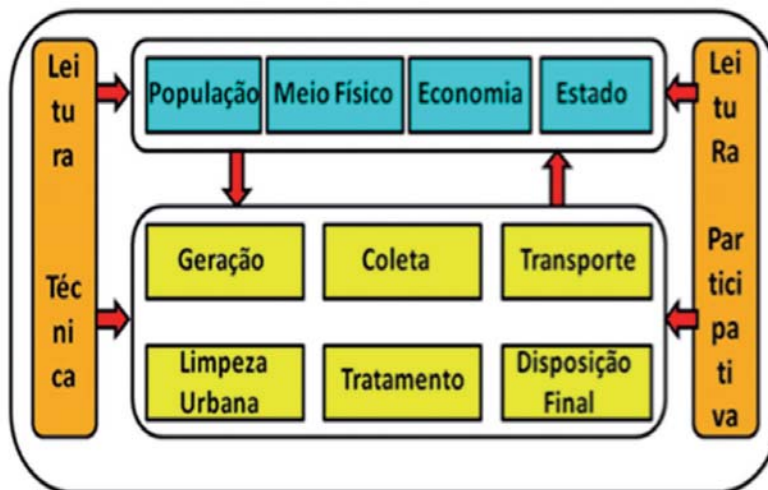 Lei
tu
ra
Téc
ni
ca
População
Meio Físico
Economia
Estado
Geração
Coleta
Transporte
Limpeza
Urbana
Tratamento
Disposição
Final
Lei
tu
Ra
Par
tici
pa
ti
va